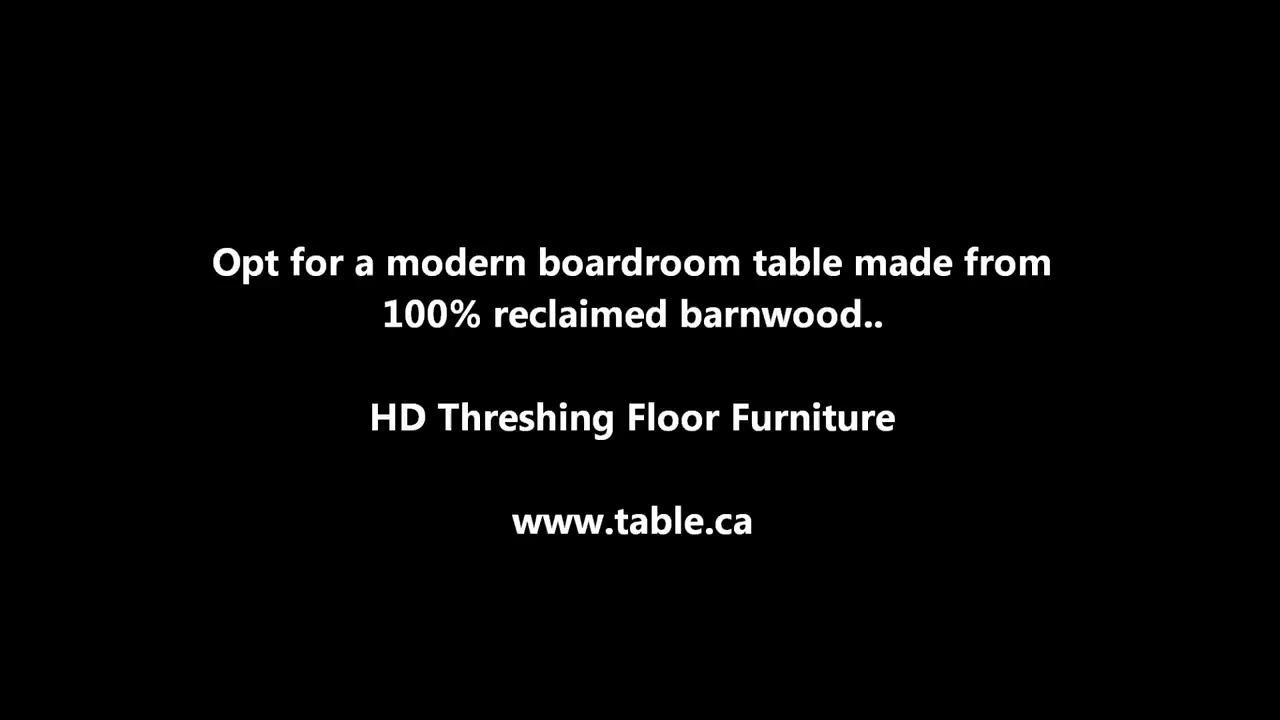 Opt for a modern boardroom table made from
100% reclaimed barnwood..
HD Threshing Floor Furniture
www.table.ca